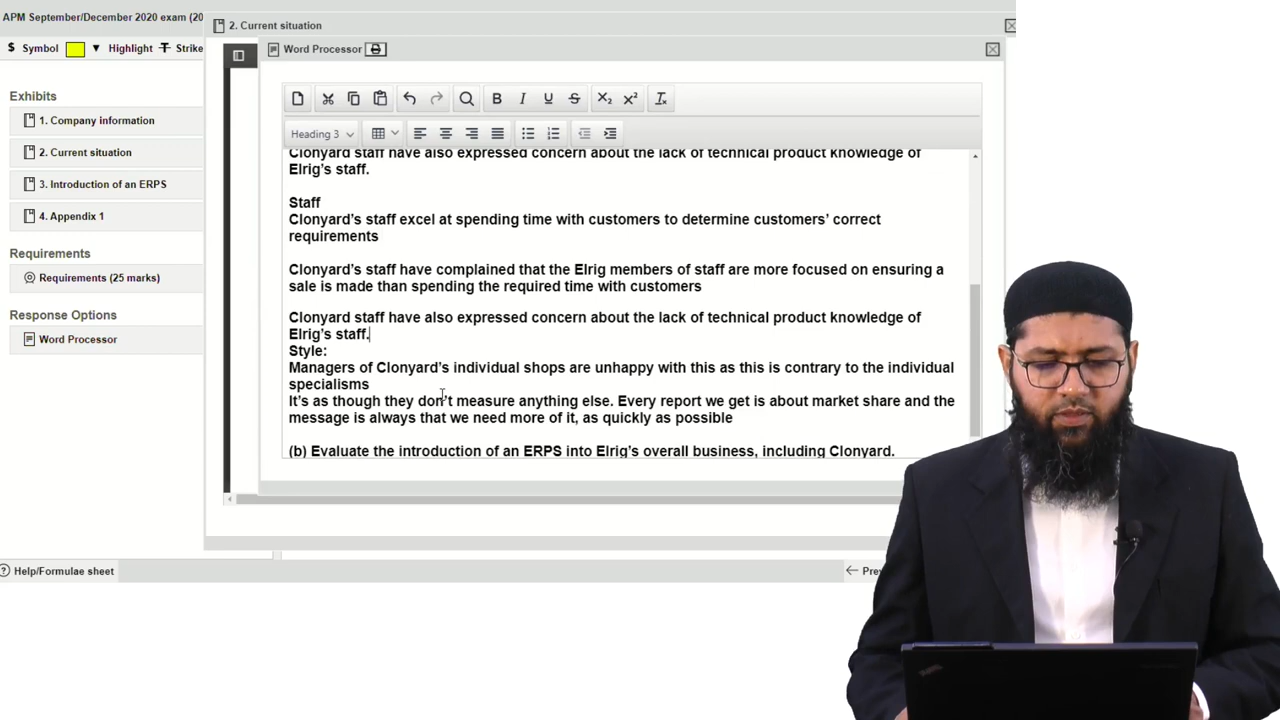 APM September/December 2020 exam (20
2. Current situation
$ Symbol Highlight Strike
Word Processor
Heading 3
Exhibits
1. Company information
2. Current situation
3. Introduction of an ERPS
4. Appendix 1
Requirements
Requirements (25 marks)
Response Options
Word Processor
Clonyard staff have also expressed concern about the lack of technical product knowledge of
Elrig's staff.
Staff
Clonyard's staff excel at spending time with customers to determine customers' correct
requirements
Clonyard's staff have complained that the Elrig members of staff are more focused on ensuring a
sale is made than spending the required time with customers
Clonyard staff have also expressed concern about the lack of technical product knowledge of
Elrig's staff.
Style:
Managers of Clonyard's individual shops are unhappy with this as this is contrary to the individual
specialisms
It's as though they don't measure anything else. Every report we get is about market share and the
message is always that we need more of it, as quickly as possible
(b) Evaluate the introduction of an ERPS into Elrig's overall business, including Clonyard.
Help/Formulae sheet
Prev